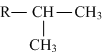 R — CH — CH₃
CH₃